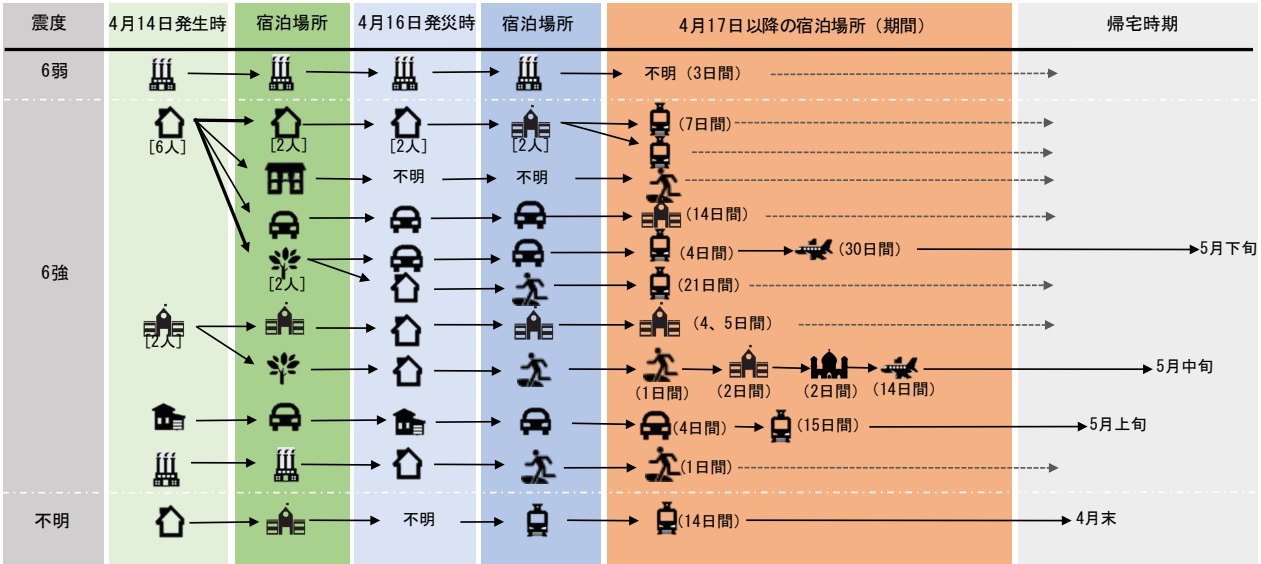 震度 4月14日発生時 宿泊場所 4月16日発災時 宿泊場所 4月17日以降の宿泊場所（期間） 帰宅時期
6弱 不明（3日間）
(7日間)
[6人] [2人] [2人] [2人]
不明 不明
(14日間)
6強 (4日間) (30日間) 5月下旬
[2人] (21日間)
(4、5日間)
[2人]
5月中旬
(1日間) (2日間) (2日間) (14日間)
(4日間) (15日間) 5月上旬
(1日間)
不明 不明 (14日間) 4月末